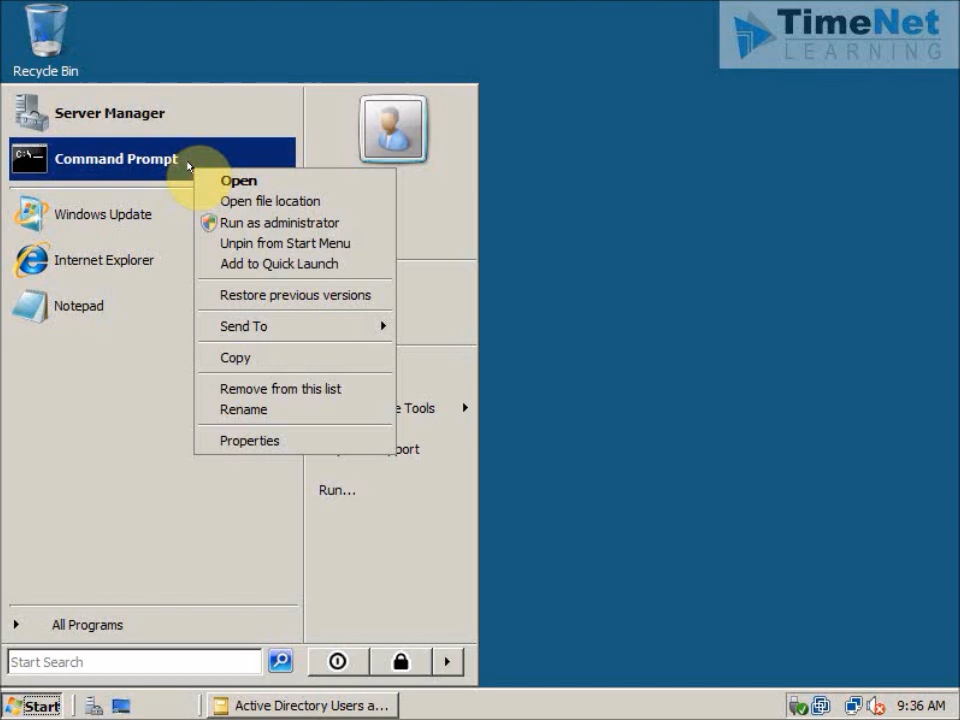 TimeNet
LEARNING
Recycle Bin
Server Manager
Command Prompt
Windows Update
Internet Explorer
Notepad
Open
Open file location
Run as administrator
Unpin from Start Menu
Add to Quick Launch
Restore previous versions
Send To
Copy
Remove from this list
Rename
Properties
e Tools
port
Run...
All Programs
Start Search
Start
Active Directory Users a...
9:36 AM